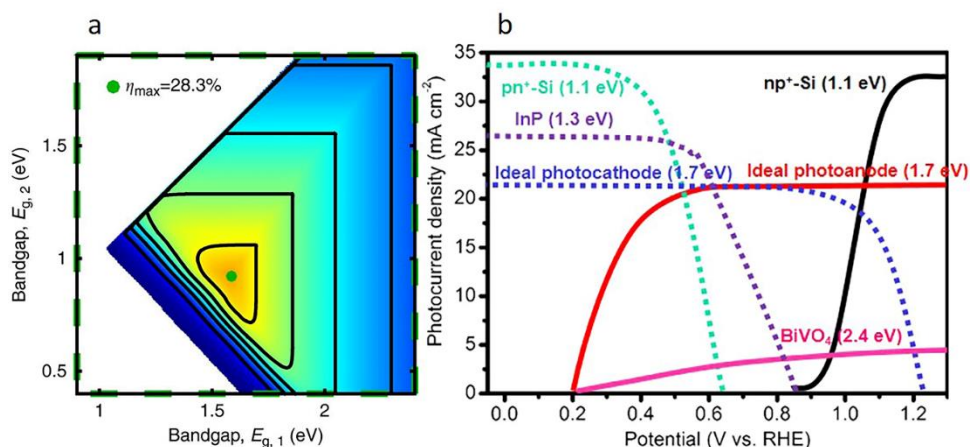 a
ηmax=28.3%
1.5
1
0.5
Bandgap, Eg, 2 (eV)
1
1.5
2
Bandgap, Eg, 1 (eV)
b
35
30
25
20
15
10
5
0
Photocurrent density (mA cm⁻²)
pn⁺-Si (1.1 eV)
np⁺-Si (1.1 eV)
InP (1.3 eV)
Ideal photocathode (1.7 eV)
Ideal photoanode (1.7 eV)
BiVO₄ (2.4 eV)
0.0
0.2
0.4
0.6
0.8
1.0
1.2
Potential (V vs. RHE)